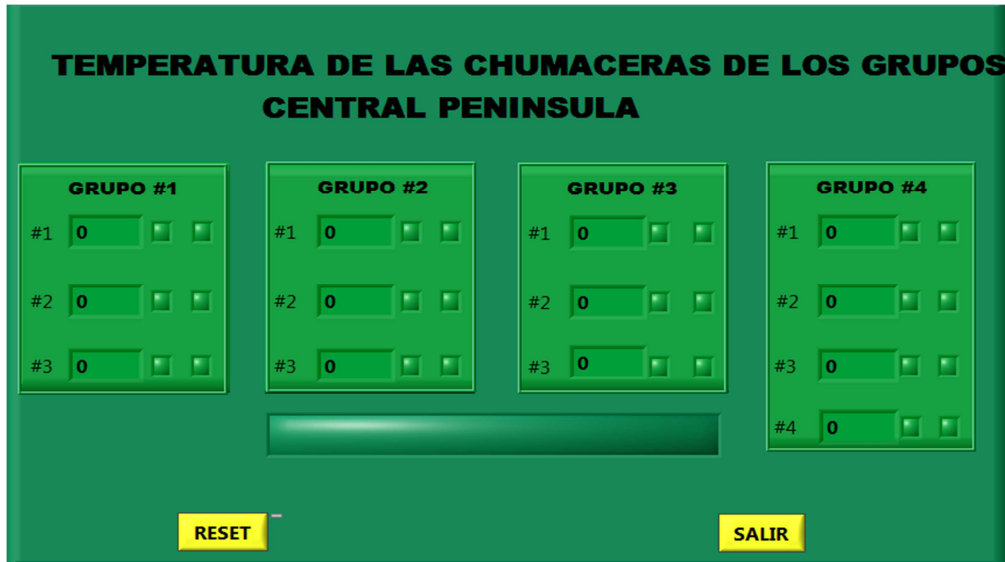 TEMPERATURA DE LAS CHUMACERAS DE LOS GRUPOS
CENTRAL PENINSULA
GRUPO #1
#1 0
#2 0
#3 0
GRUPO #2
#1 0
#2 0
#3 0
GRUPO #3
#1 0
#2 0
#3 0
GRUPO #4
#1 0
#2 0
#3 0
#4 0
RESET
SALIR